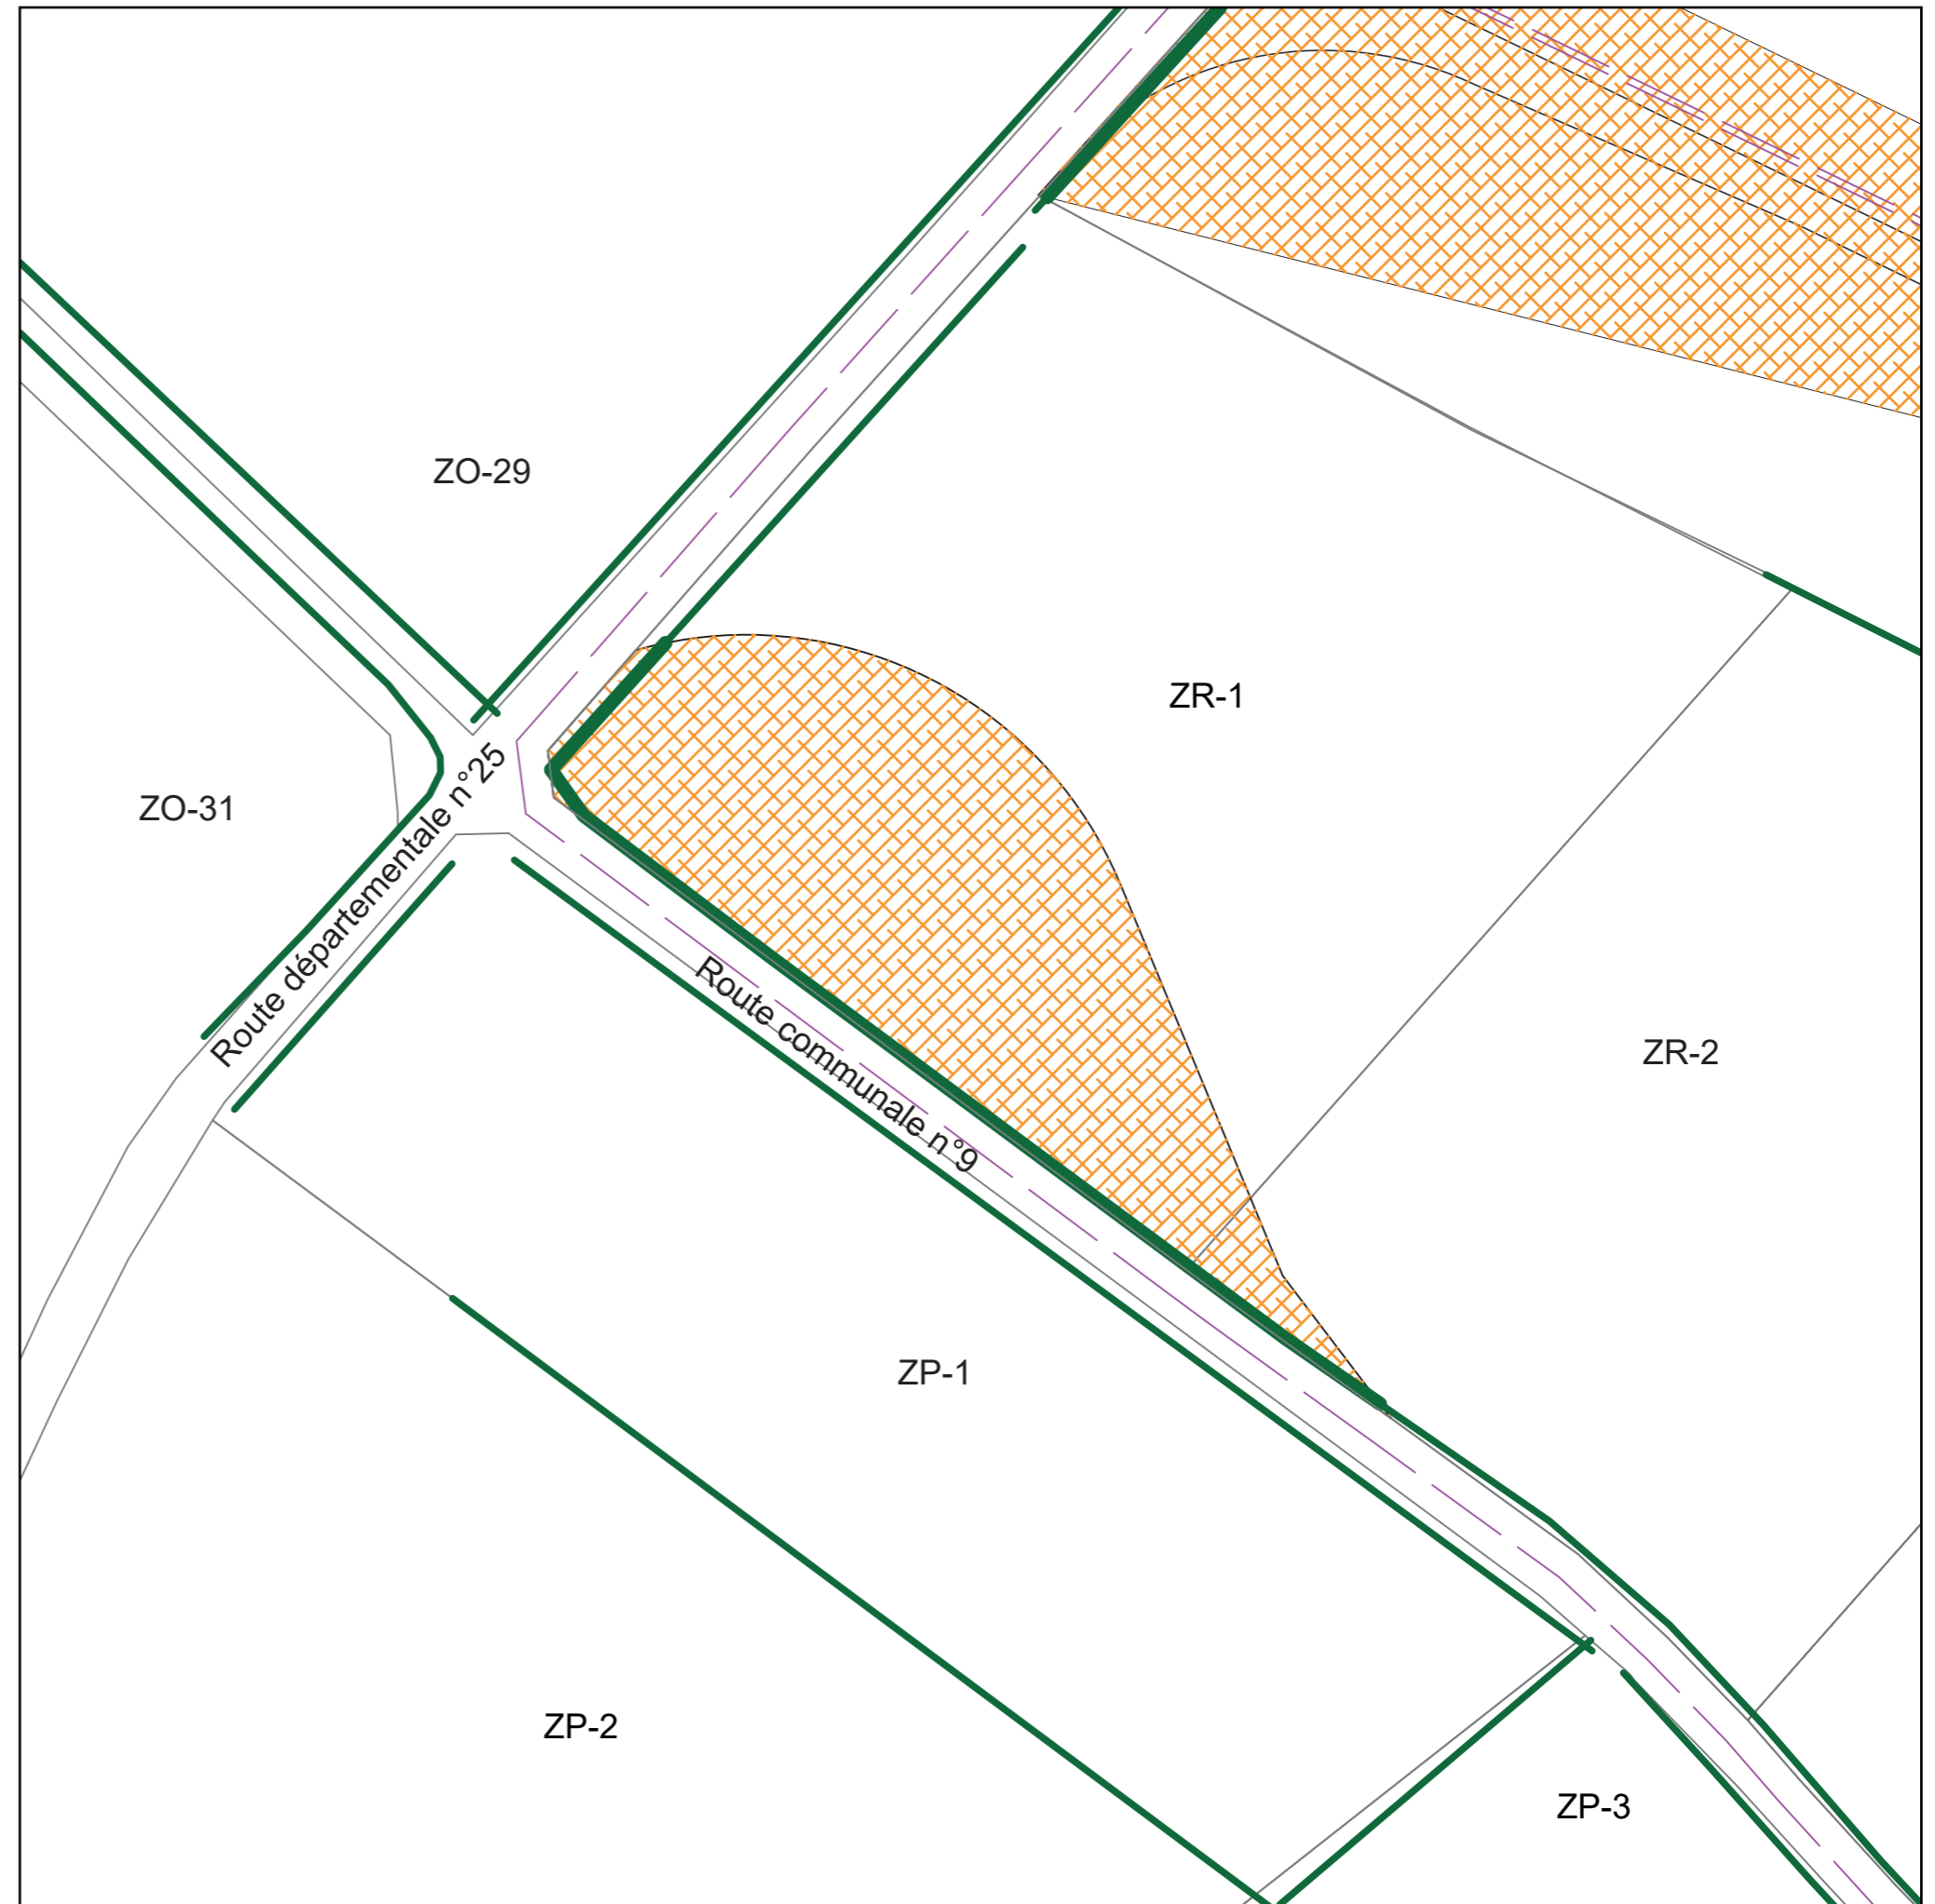 ZO-29
ZR-1
ZO-31
Route départementale n°25
Route communale n°9
ZR-2
ZP-1
ZP-2
ZP-3